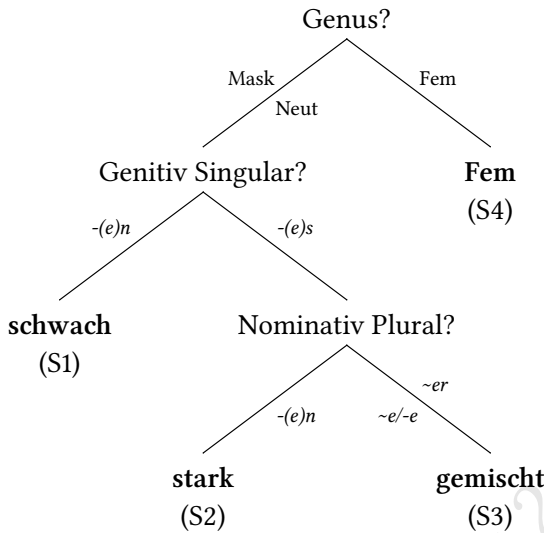 Genus?
Mask
Neut
Fem
Genitiv Singular?
Fem
(S4)
-(e)n
-(e)s
schwach
(S1)
Nominativ Plural?
-(e)n
~e/-e
~er
stark
(S2)
gemischt
(S3)